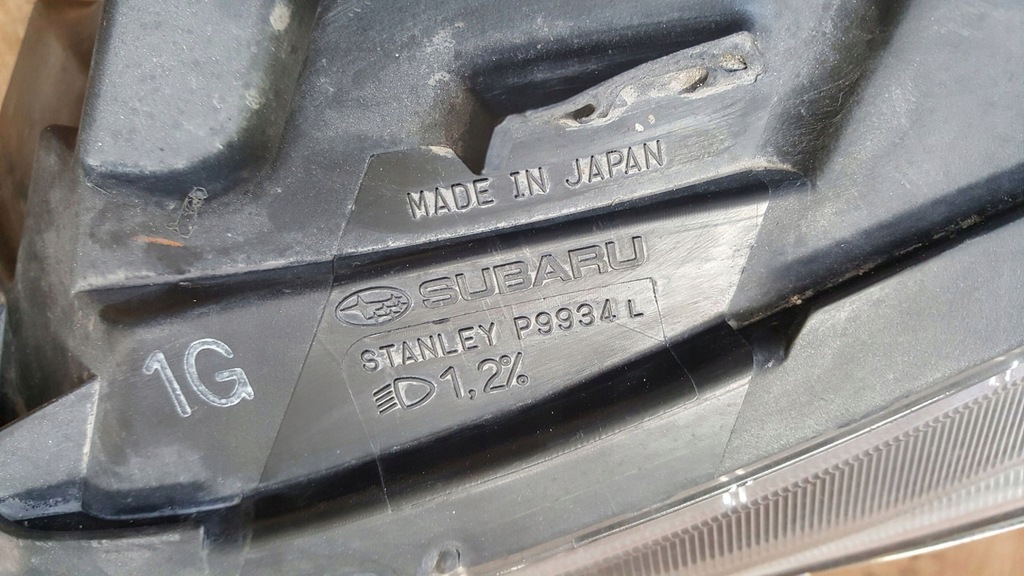 MADE IN JAPAN
SUBARU
STANLEY P9934 L
1,2%
1G